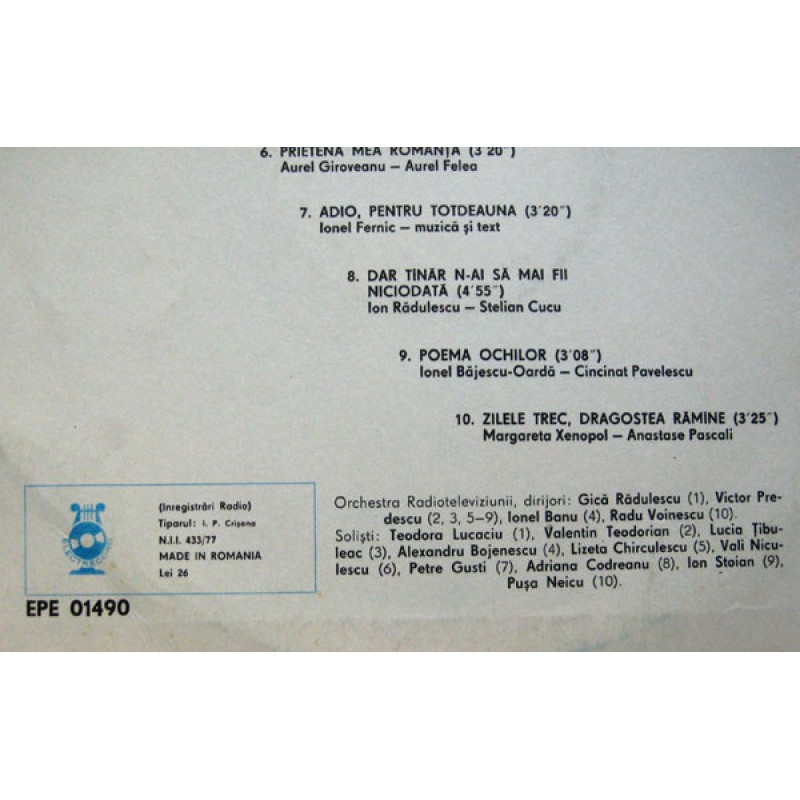 6. PRIETENA MEA ROMANȚA (3´20˝)
Aurel Giroveanu – Aurel Felea
7. ADIO, PENTRU TOTDEAUNA (3´20˝)
Ionel Fernic – muzică și text
8. DAR TÎNĂR N-AI SĂ MAI FII
NICIODATĂ (4´55˝)
Ion Rădulescu – Stelian Cucu
9. POEMA OCHILOR (3´08˝)
Ionel Băjescu-Oardă – Cincinat Pavelescu
10. ZILELE TREC, DRAGOSTEA RĂMÎNE (3´25˝)
Margareta Xenopol – Anastase Pascali
ELECTRECORD
(Inregistrări Radio)
Tiparul: I. P. Crișana
N.I.I. 433/77
MADE IN ROMANIA
Lei 26
EPE 01490
Orchestra Radioteleviziunii, dirijori: Gică Rădulescu (1), Victor Pre-
descu (2, 3, 5–9), Ionel Banu (4), Radu Voinescu (10).
Soliști: Teodora Lucaciu (1), Valentin Teodorian (2), Lucia Țibu-
leac (3), Alexandru Bojenescu (4), Lizeta Chirculescu (5), Vali Nicu-
lescu (6), Petre Gusti (7), Adriana Codreanu (8), Ion Stoian (9),
Pușa Neicu (10).